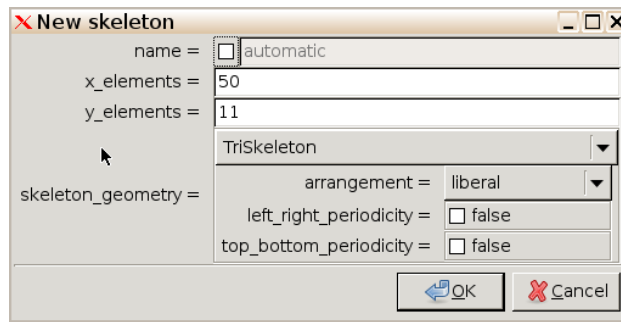 New skeleton
name = automatic
x_elements = 50
y_elements = 11
TriSkeleton
skeleton_geometry =
arrangement = liberal
left_right_periodicity = false
top_bottom_periodicity = false
OK Cancel